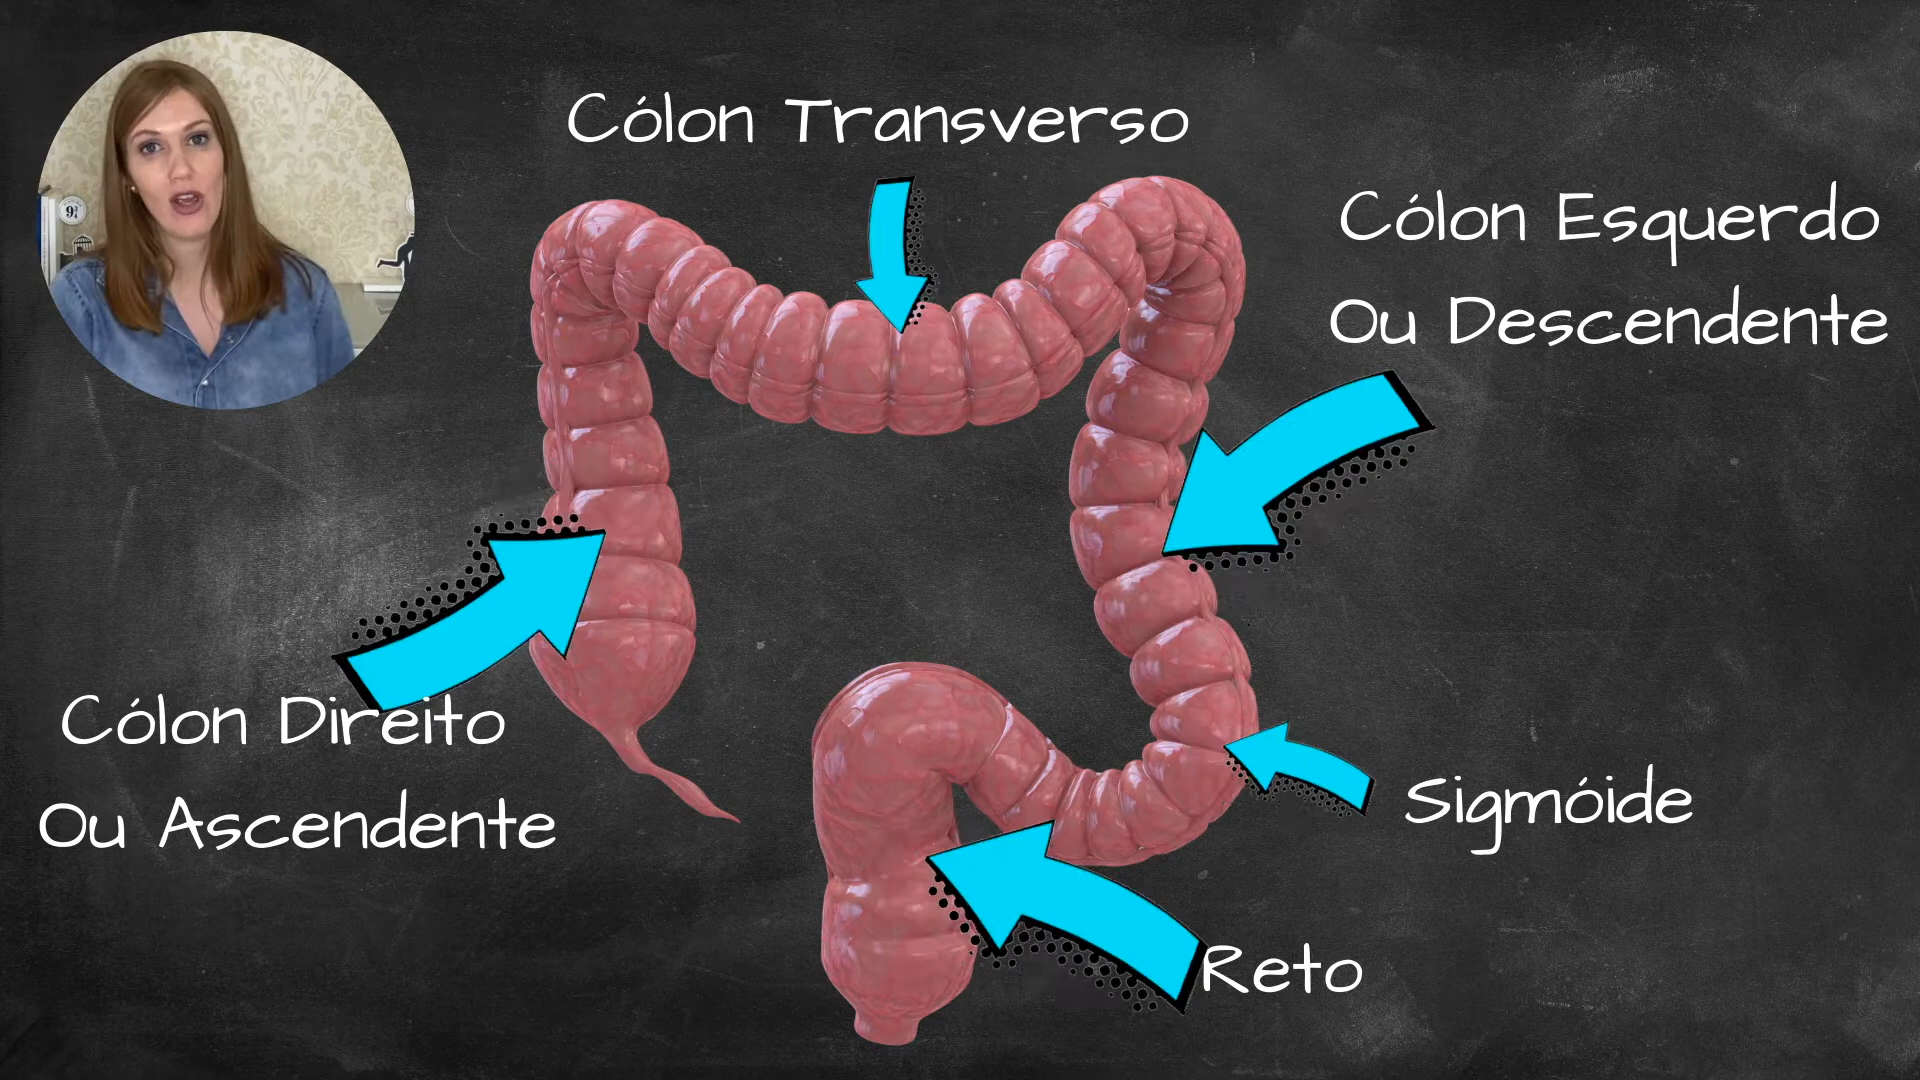 Cólon Transverso
Cólon Esquerdo
Ou Descendente
Cólon Direito
Ou Ascendente
Sigmóide
Reto